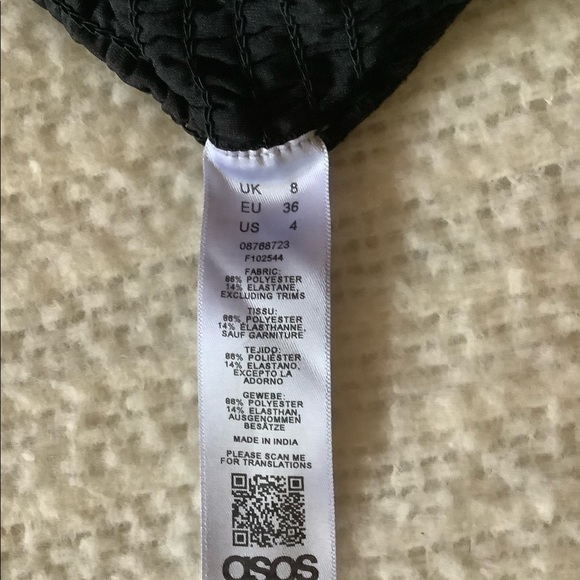 UK 8
EU 36
US 4
08768723
F102544
FABRIC:
86% POLYESTER
14% ELASTANE,
EXCLUDING TRIMS
TISSU:
86% POLYESTER
14% ÉLASTHANNE,
SAUF GARNITURE
TEJIDO:
86% POLIÉSTER
14% ELASTANO,
EXCEPTO LA
ADORNO
GEWEBE:
86% POLYESTER
14% ELASTHAN,
AUSGENOMMEN
BESÄTZE
MADE IN INDIA
PLEASE SCAN ME
FOR TRANSLATIONS
asos